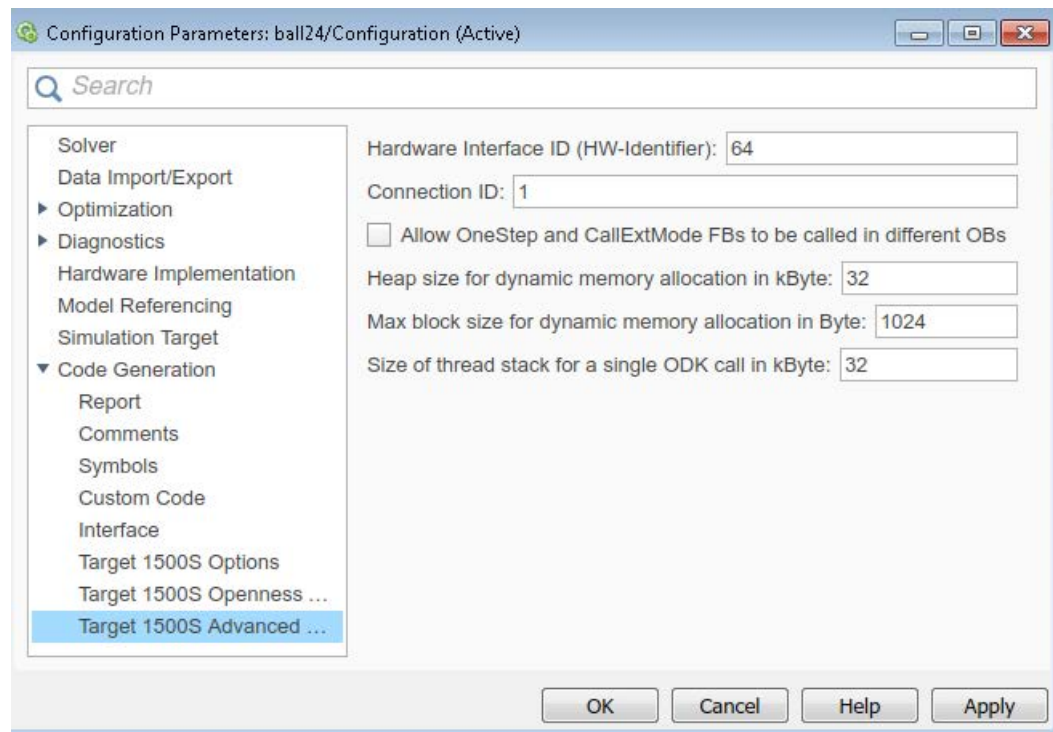 Configuration Parameters: ball24/Configuration (Active)
Search
Solver
Data Import/Export
Optimization
Diagnostics
Hardware Implementation
Model Referencing
Simulation Target
Code Generation
Report
Comments
Symbols
Custom Code
Interface
Target 1500S Options
Target 1500S Openness ...
Target 1500S Advanced ...
Hardware Interface ID (HW-Identifier): 64
Connection ID: 1
Allow OneStep and CallExtMode FBs to be called in different OBs
Heap size for dynamic memory allocation in kByte: 32
Max block size for dynamic memory allocation in Byte: 1024
Size of thread stack for a single ODK call in kByte: 32
OK Cancel Help Apply